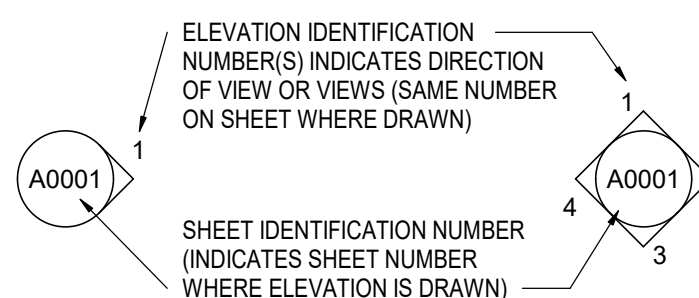 ELEVATION IDENTIFICATION
NUMBER(S) INDICATES DIRECTION
OF VIEW OR VIEWS (SAME NUMBER
ON SHEET WHERE DRAWN)
1
1
A0001
A0001
4
3
SHEET IDENTIFICATION NUMBER
(INDICATES SHEET NUMBER
WHERE ELEVATION IS DRAWN)